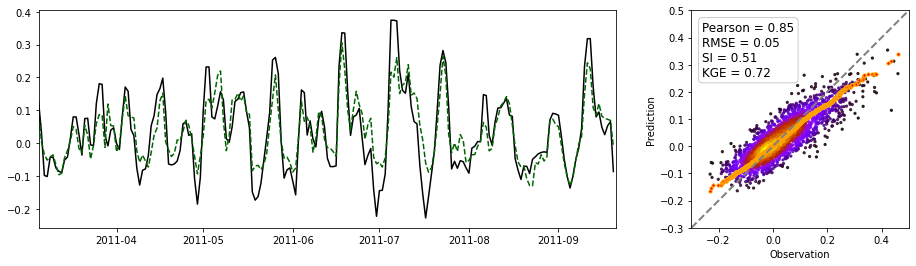 0.4
0.3
0.2
0.1
0.0
−0.1
−0.2
2011-04 2011-05 2011-06 2011-07 2011-08 2011-09
0.5
0.4
0.3
0.2
0.1
0.0
−0.1
−0.2
−0.3
Prediction
Pearson = 0.85
RMSE = 0.05
SI = 0.51
KGE = 0.72
−0.2 0.0 0.2 0.4
Observation